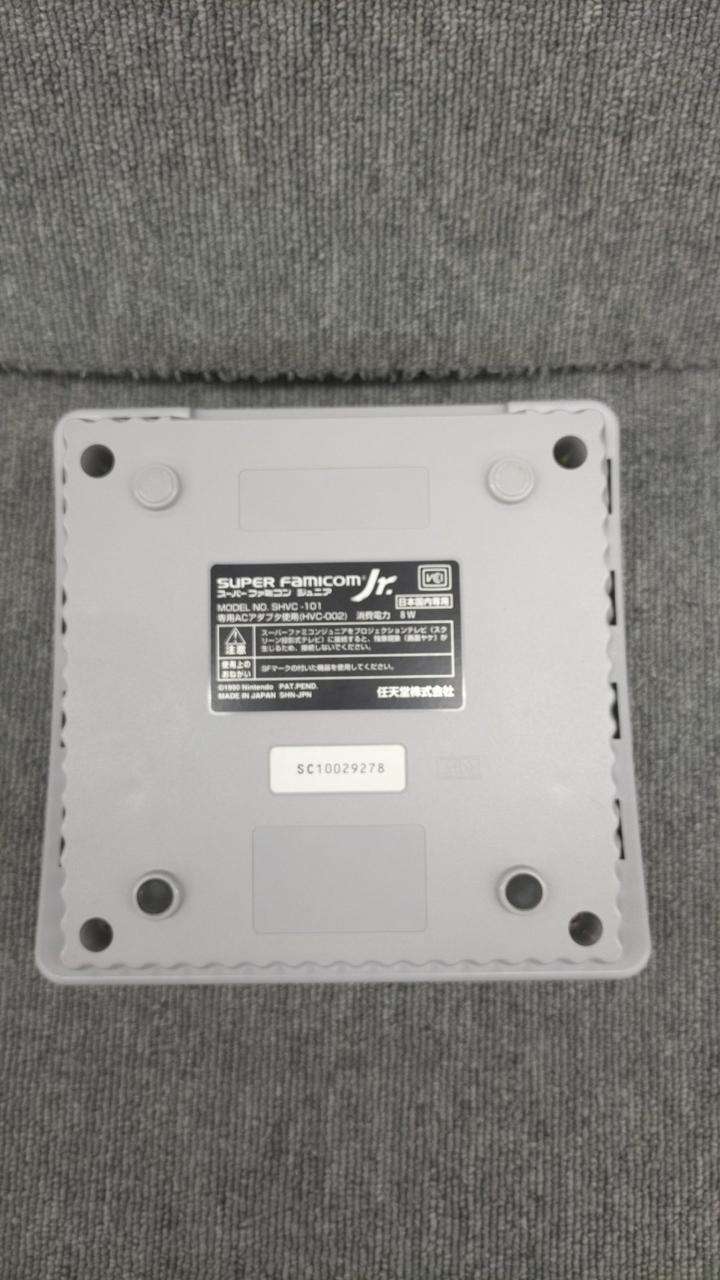 SUPER Famicom Jr.
スーパーファミコン ジュニア
MODEL NO. SHVC -101
日本国内専用
専用ACアダプタ使用(HVC-002) 消費電力 8W
注意
スーパーファミコンジュニアをプロジェクションテレビ(スク
リーン投影式テレビ)に接続すると、残像現象(画面ヤケ)が
生じるため、接続しないでください。
使用上の
おねがい
SFマークの付いた機器を使用してください。
©1990 Nintendo PAT.PEND.
MADE IN JAPAN SHN-JPN
任天堂株式会社
SC10029278